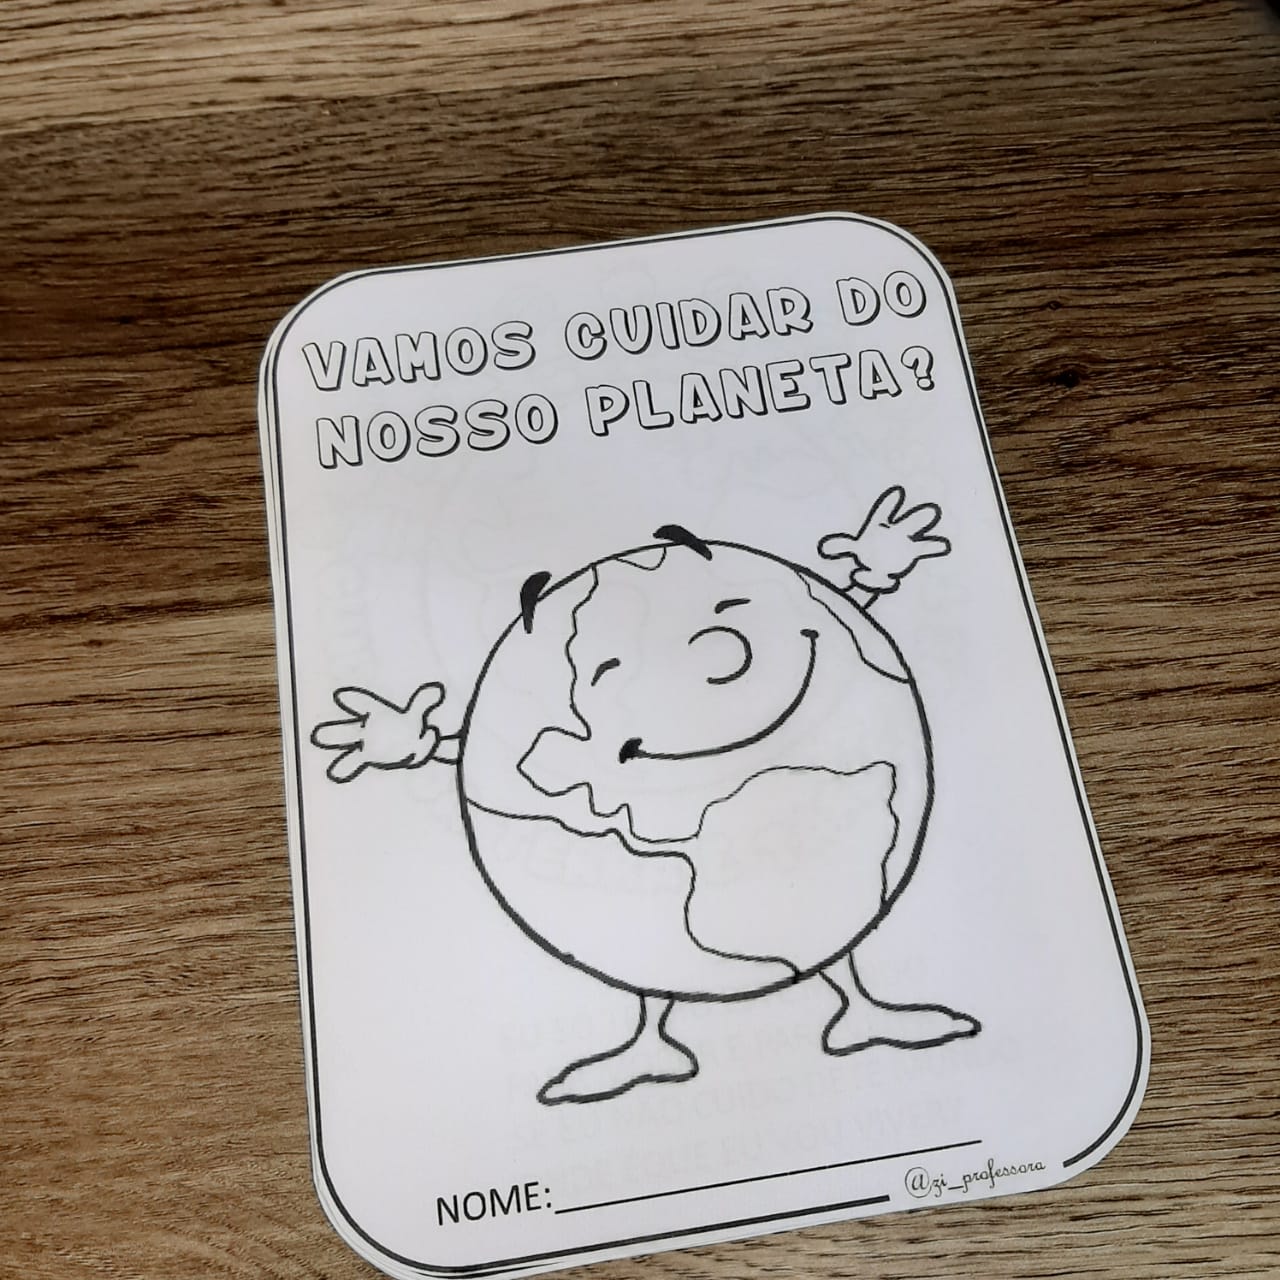 VAMOS CUIDAR DO
NOSSO PLANETA?
NOME:
@zi_professora